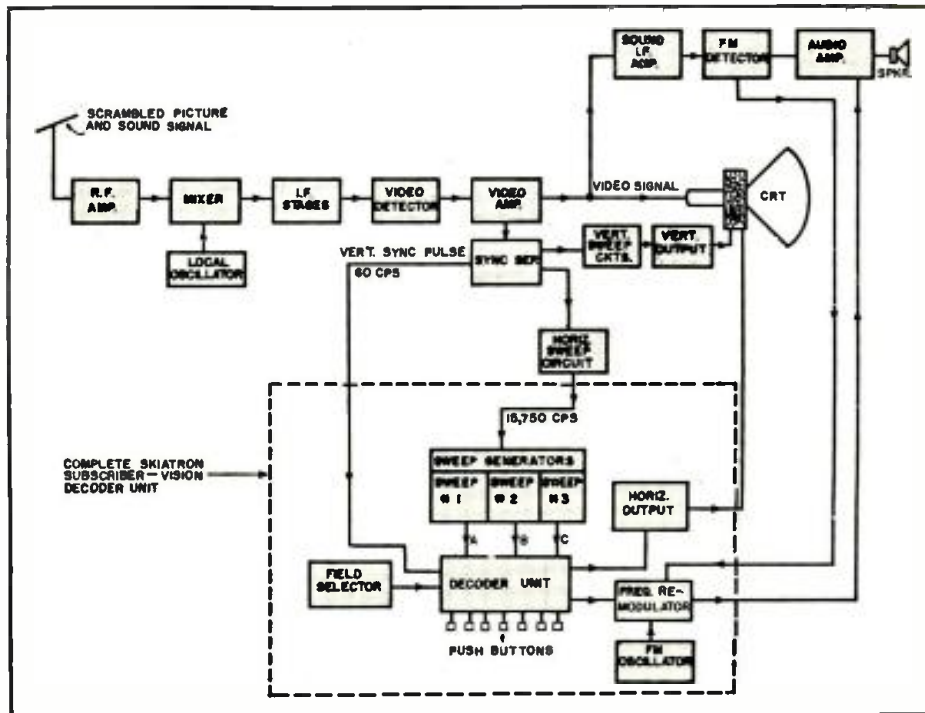 SOUND
I.F.
AMP.
FM
DETECTOR
AUDIO
AMP.
SPKR.
SCRAMBLED PICTURE
AND SOUND SIGNAL
R.F.
AMP.
MIXER
I.F.
STAGES
VIDEO
DETECTOR
VIDEO
AMP.
VIDEO SIGNAL
CRT
LOCAL
OSCILLATOR
VERT. SYNC PULSE
60 CPS
SYNC SEP.
VERT.
SWEEP
CKTS.
VERT.
OUTPUT
HORIZ.
SWEEP
CIRCUIT
15,750 CPS
COMPLETE SKIATRON
SUBSCRIBER-VISION
DECODER UNIT
SWEEP GENERATORS
SWEEP
#1
SWEEP
#2
SWEEP
#3
HORIZ.
OUTPUT
A
B
C
FIELD
SELECTOR
DECODER UNIT
FREQ. RE-
MODULATOR
PUSH BUTTONS
FM
OSCILLATOR